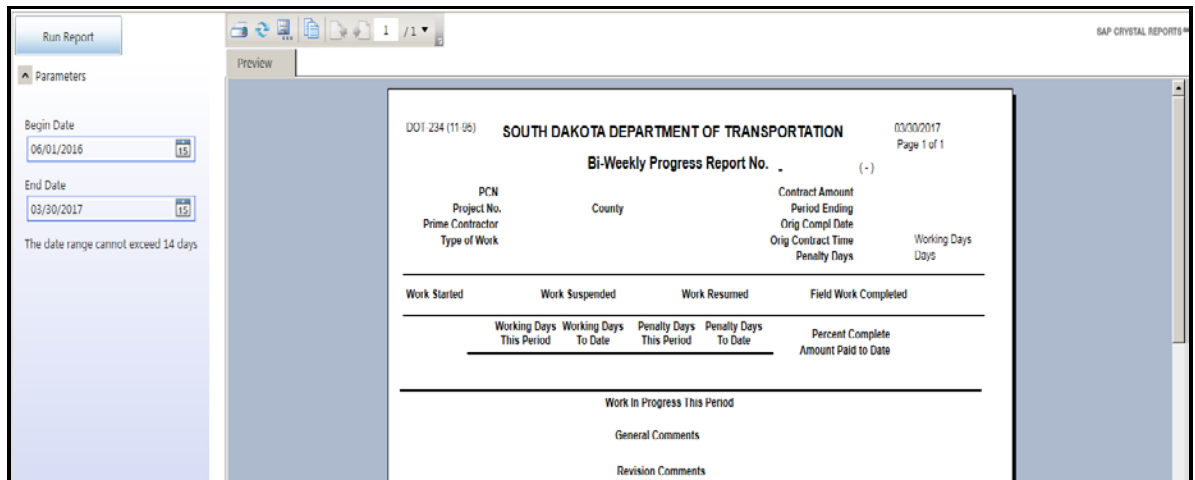 Run Report
Parameters
Begin Date
06/01/2016
15
End Date
03/30/2017
15
The date range cannot exceed 14 days
1 /1
SAP CRYSTAL REPORTS
Preview
DOT-234 (11-95) SOUTH DAKOTA DEPARTMENT OF TRANSPORTATION 03/30/2017
Page 1 of 1
Bi-Weekly Progress Report No. - (-)
PCN Contract Amount
Project No. County Period Ending
Prime Contractor Orig Compl Date
Type of Work Orig Contract Time Working Days
Penalty Days Days
Work Started Work Suspended Work Resumed Field Work Completed
Working Days Working Days Penalty Days Penalty Days
This Period To Date This Period To Date
Percent Complete
Amount Paid to Date
Work In Progress This Period
General Comments
Revision Comments